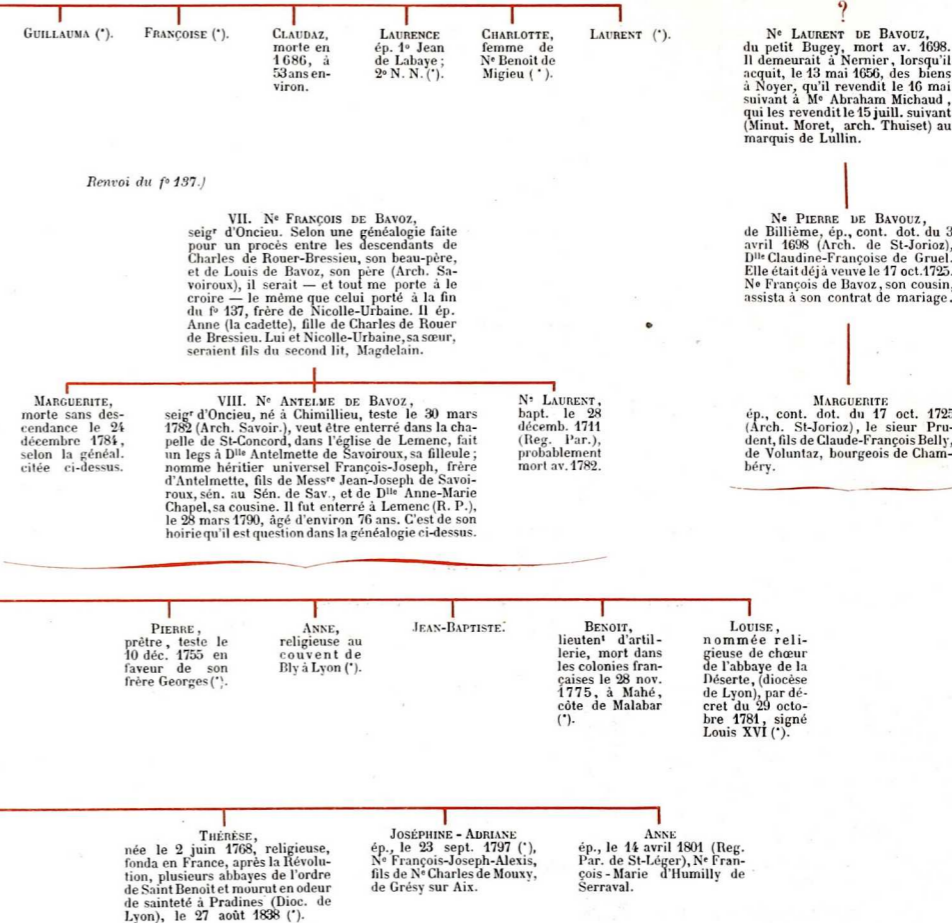 GUILLAUMA (*).
FRANÇOISE (*).
CLAUDAZ,
morte en
1686, à
53 ans en-
viron.
LAURENCE
ép. 1º Jean
de Labaye ;
2º N. N. (*).
CHARLOTTE,
femme de
Nᵉ Benoit de
Migieu (*).
LAURENT (*).
?
Nᵉ LAURENT DE BAVOUZ,
du petit Bugey, mort av. 1698.
Il demeurait à Nernier, lorsqu'il
acquit, le 13 mai 1656, des biens
à Noyer, qu'il revendit le 16 mai
suivant à Mᵉ Abraham Michaud,
qui les revendit le 15 juill. suivant
(Minut. Moret, arch. Thuiset) au
marquis de Lullin.
Renvoi du fº 137.)
VII. Nᵉ FRANÇOIS DE BAVOZ,
seigʳ d'Oncieu. Selon une généalogie faite
pour un procès entre les descendants de
Charles de Rouer-Bressieu, son beau-père,
et de Louis de Bavoz, son père (Arch. Sa-
voiroux), il serait — et tout me porte à le
croire — le même que celui porté à la fin
du fº 137, frère de Nicolle-Urbaine. Il ép.
Anne (la cadette), fille de Charles de Rouer
de Bressieu. Lui et Nicolle-Urbaine, sa sœur,
seraient fils du second lit, Magdelain.
Nᵉ PIERRE DE BAVOUZ,
de Billième, ép., cont. dot. du 3
avril 1698 (Arch. de St-Jorioz),
Dˡˡᵉ Claudine-Françoise de Gruel.
Elle était déjà veuve le 17 oct. 1725.
Nᵉ François de Bavoz, son cousin,
assista à son contrat de mariage.
MARGUERITE,
morte sans des-
cendance le 24
décembre 1784,
selon la généal.
citée ci-dessus.
VIII. Nᵉ ANTELME DE BAVOZ,
seigʳ d'Oncieu, né à Chimillieu, teste le 30 mars
1782 (Arch. Savoir.), veut être enterré dans la cha-
pelle de St-Concord, dans l'église de Lemenc, fait
un legs à Dˡˡᵉ Antelmette de Savoiroux, sa filleule ;
nomme héritier universel François-Joseph, frère
d'Antelmette, fils de Messʳᵉ Jean-Joseph de Savoi-
roux, sén. au Sén. de Sav., et de Dˡˡᵉ Anne-Marie
Chapel, sa cousine. Il fut enterré à Lemenc (R. P.),
le 28 mars 1790, âgé d'environ 76 ans. C'est de son
hoirie qu'il est question dans la généalogie ci-dessus.
Nᵉ LAURENT,
bapt. le 28
décemb. 1711
(Reg. Par.),
probablement
mort av. 1782.
MARGUERITE
ép., cont. dot. du 17 oct. 1725
(Arch. St-Jorioz), le sieur Pru-
dent, fils de Claude-François Belly,
de Voluntaz, bourgeois de Cham-
béry.
PIERRE,
prêtre, teste le
10 déc. 1755 en
faveur de son
frère Georges (*).
ANNE,
religieuse au
couvent de
Bly à Lyon (*).
JEAN-BAPTISTE.
BENOIT,
lieutenᵗ d'artil-
lerie, mort dans
les colonies fran-
çaises le 28 nov.
1775, à Mahé,
côte de Malabar
(*).
LOUISE,
nommée reli-
gieuse de chœur
de l'abbaye de la
Déserte, (diocèse
de Lyon), par dé-
cret du 29 octo-
bre 1781, signé
Louis XVI (*).
THÉRÈSE,
née le 2 juin 1768, religieuse,
fonda en France, après la Révolu-
tion, plusieurs abbayes de l'ordre
de Saint Benoit et mourut en odeur
de sainteté à Pradines (Dioc. de
Lyon), le 27 août 1838 (*).
JOSÉPHINE - ADRIANE
ép., le 23 sept. 1797 (*),
Nᵉ François-Joseph-Alexis,
fils de Nᵉ Charles de Mouxy,
de Grésy sur Aix.
ANNE
ép., le 14 avril 1801 (Reg.
Par. de St-Léger), Nᵉ Fran-
çois - Marie d'Humilly de
Serraval.